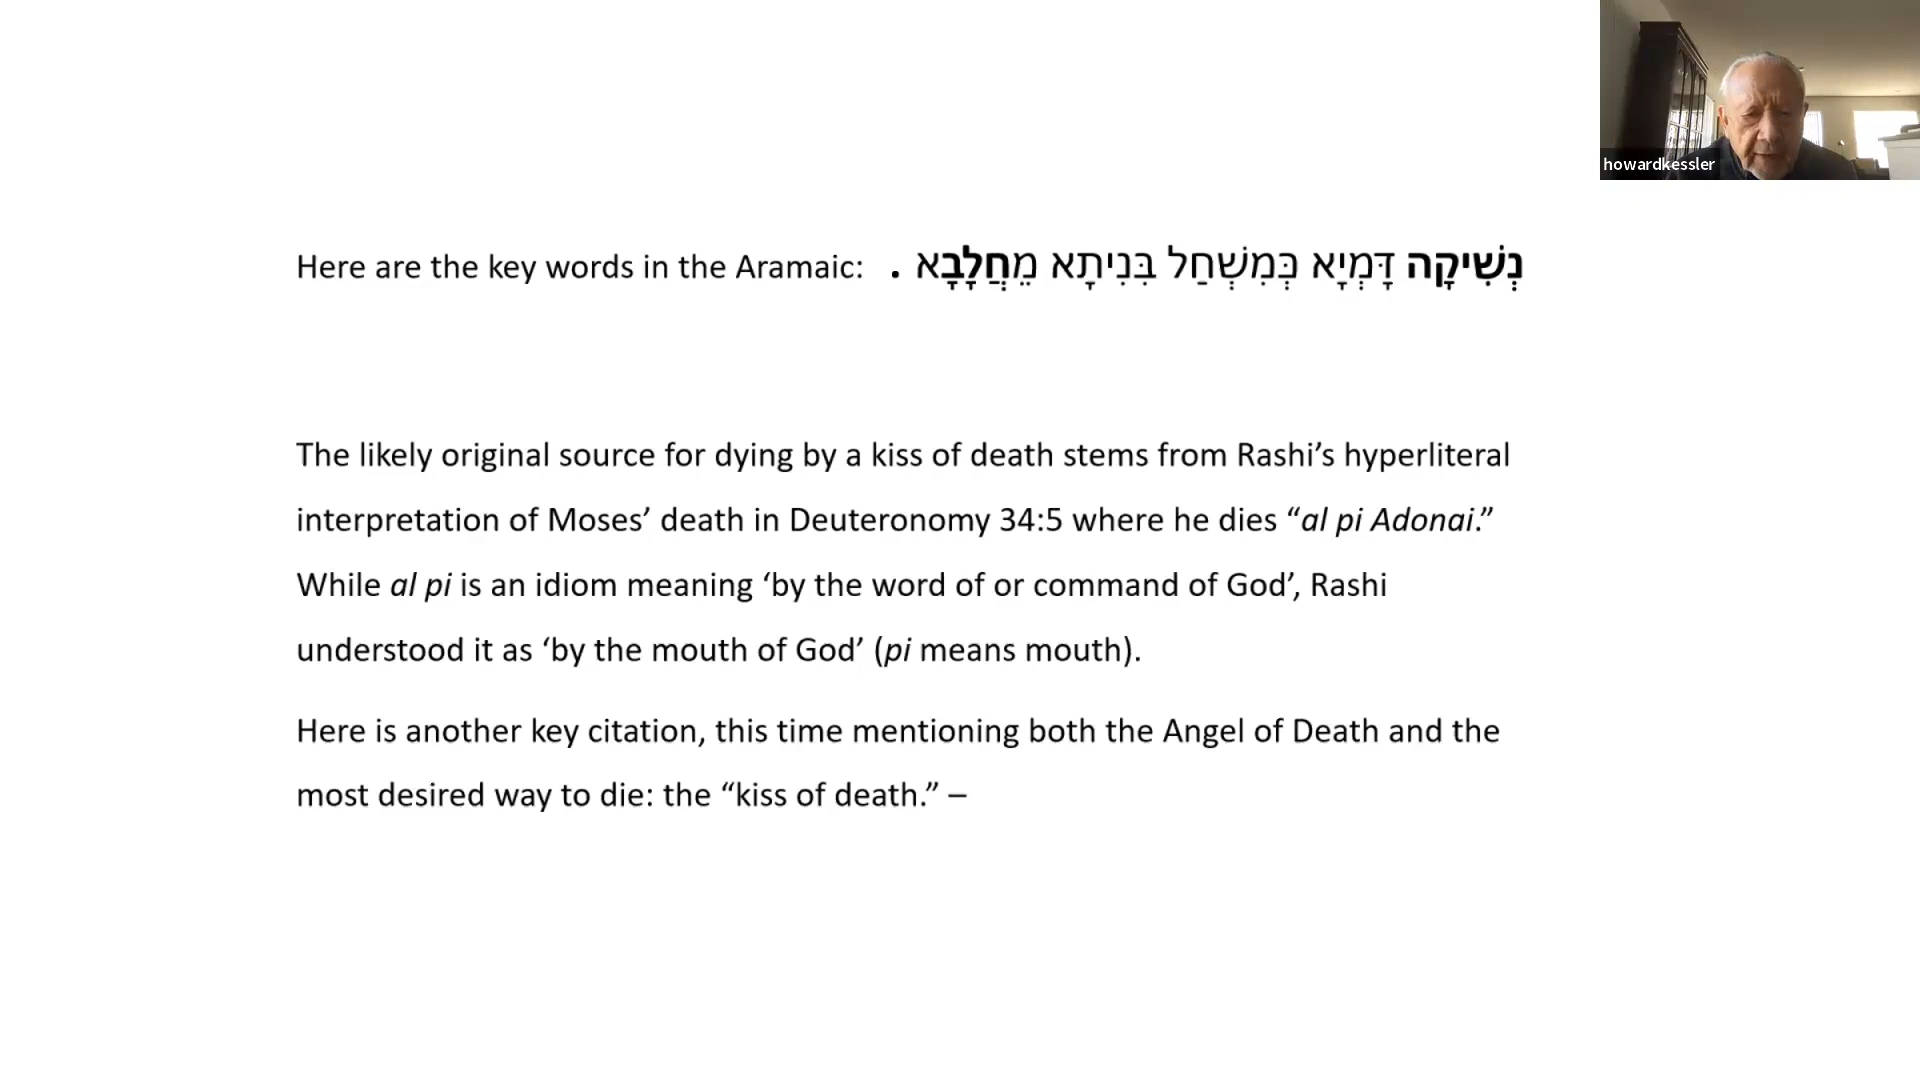 howardkessler
Here are the key words in the Aramaic: נְשִׁיקָה דָּמְיָא כְּמִשְׁחַל בִּנִיתָא מֵחֲלָבָא .
The likely original source for dying by a kiss of death stems from Rashi’s hyperliteral
interpretation of Moses’ death in Deuteronomy 34:5 where he dies “al pi Adonai.”
While al pi is an idiom meaning ‘by the word of or command of God’, Rashi
understood it as ‘by the mouth of God’ (pi means mouth).
Here is another key citation, this time mentioning both the Angel of Death and the
most desired way to die: the “kiss of death.” –